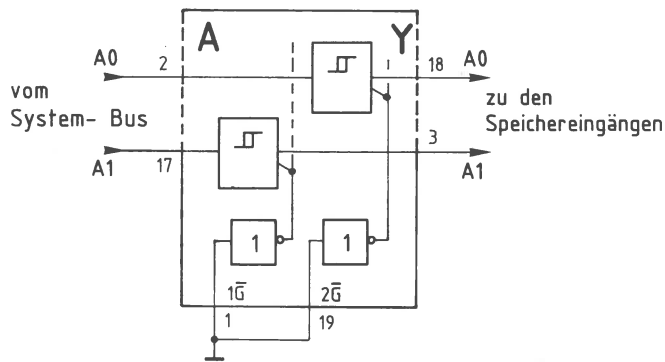 A Y
A0 2 18 A0
vom
System- Bus
zu den
Speichereingängen
A1 17 3 A1
1 1
1G̅ 2G̅
1 19